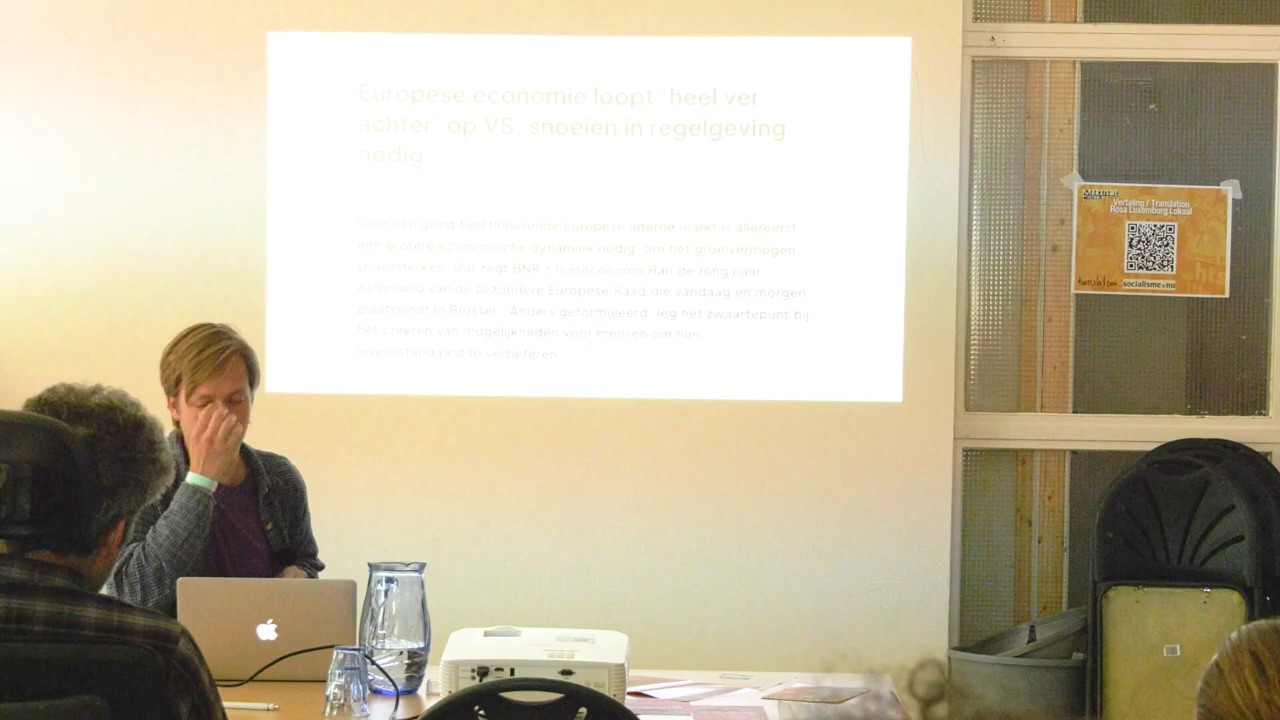 Europese economie loopt 'heel ver
achter' op VS, snoeien in regelgeving
nodig
Voor een goed functionerende Europese interne markt is allereerst
een grotere economische dynamiek nodig, om het groeivermogen
te versterken. Dat zegt BNR's huiseconoom Han de Jong naar
aanleiding van de bijzondere Europese Raad die vandaag en morgen
plaatsvindt in Brussel. 'Anders geformuleerd: leg het zwaartepunt bij
het creëren van mogelijkheden voor mensen om hun
levensstandaard te verbeteren.
MARXISME
Vertaling / Translation
Rosa Luxemburg Lokaal
socialisme.nu